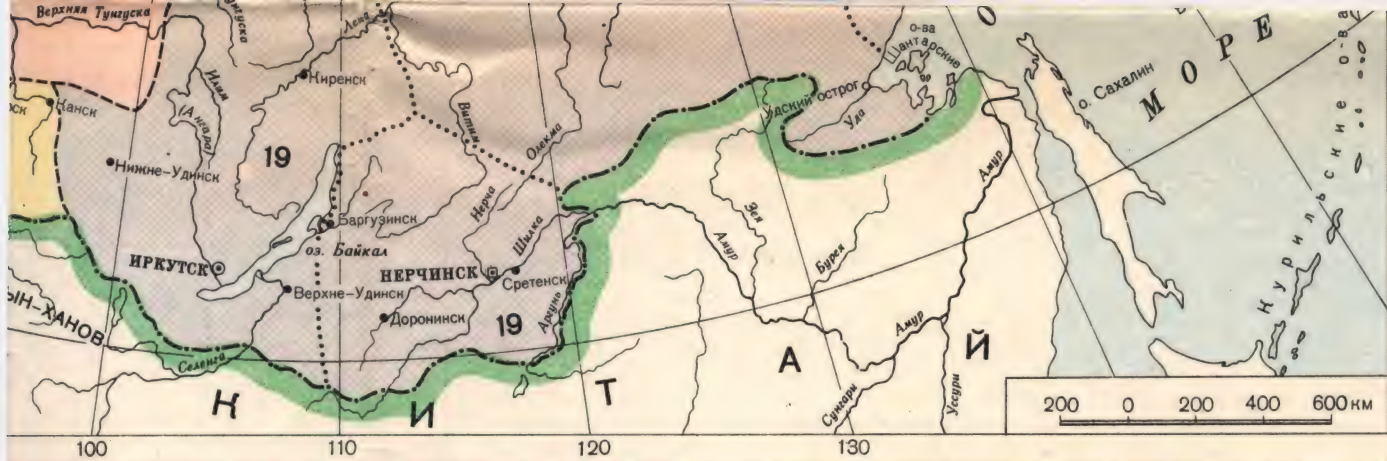 Верхняя Тунгуска
Лена
О
о-ва
Шантарские
МОРЕ
Курильские о-ва
о. Сахалин
Канск
Илим
(Ангара)
Киренск
Витим
Олекма
Удский острог
Уда
19
Нижне-Удинск
Нерча
Шилка
Зея
Амур
Амур
Баргузинск
оз. Байкал
ИРКУТСК
НЕРЧИНСК
Сретенск
Бурея
Верхне-Удинск
Доронинск
19
Аргунь
Амур
ЫН-ХАНОВ
Селенга
КИТАЙ
Сунгари
Уссури
200 0 200 400 600 км
100 110 120 130